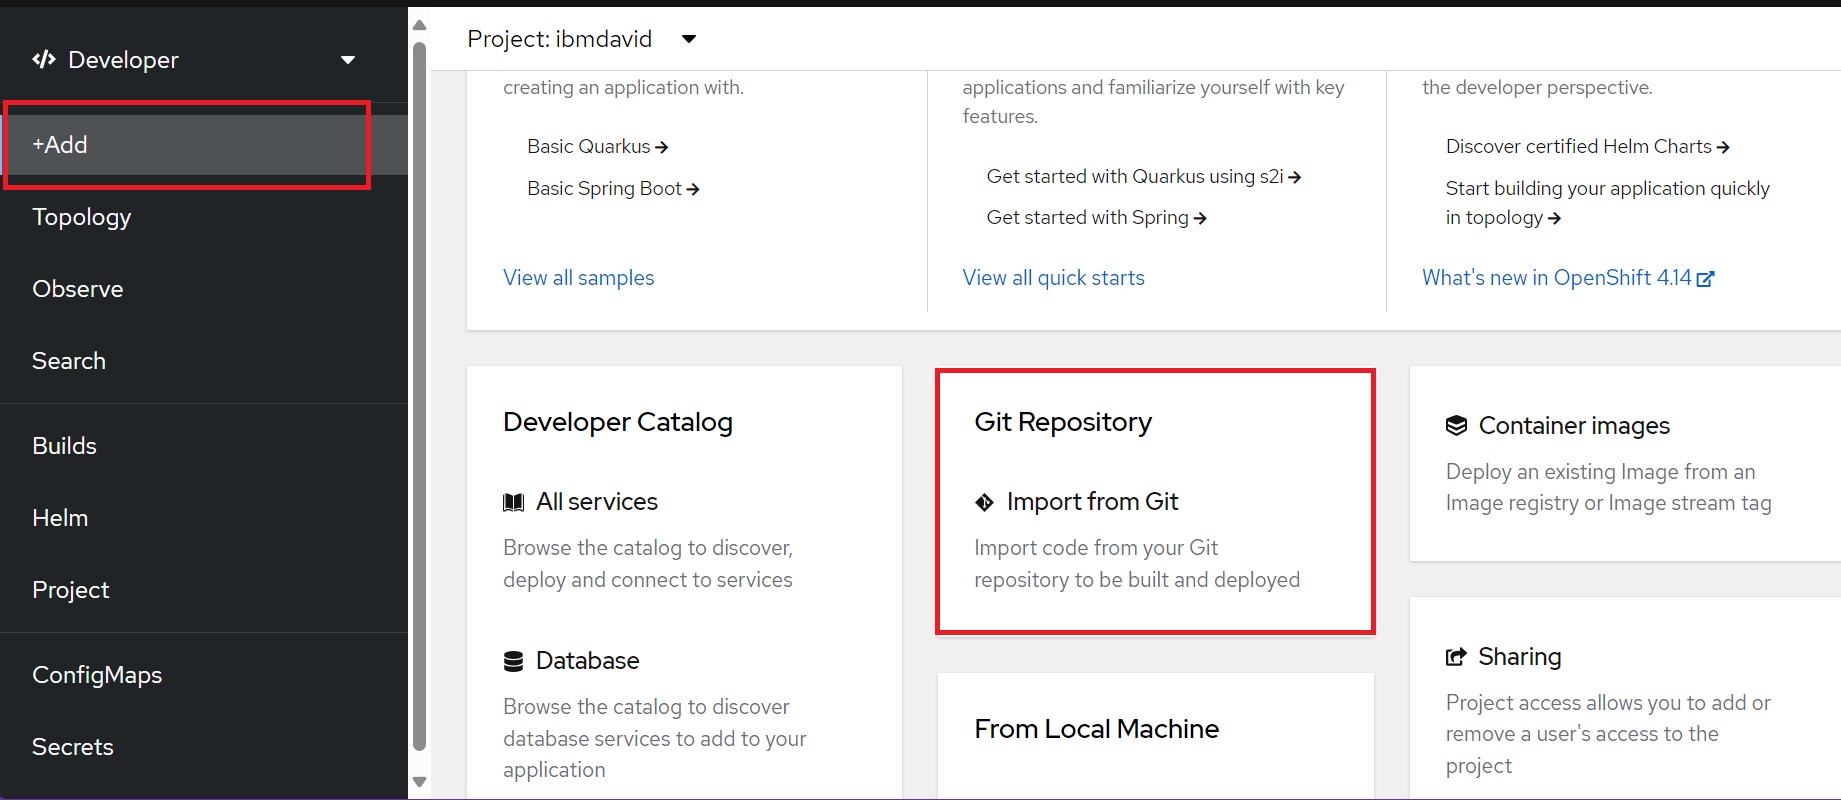 Developer
+Add
Topology
Observe
Search
Builds
Helm
Project
ConfigMaps
Secrets
Project: ibmdavid
creating an application with.
Basic Quarkus
Basic Spring Boot
View all samples
applications and familiarize yourself with key
features.
Get started with Quarkus using s2i
Get started with Spring
View all quick starts
the developer perspective.
Discover certified Helm Charts
Start building your application quickly
in topology
What's new in OpenShift 4.14
Developer Catalog
All services
Browse the catalog to discover,
deploy and connect to services
Database
Browse the catalog to discover
database services to add to your
application
Git Repository
Import from Git
Import code from your Git
repository to be built and deployed
From Local Machine
Container images
Deploy an existing Image from an
Image registry or Image stream tag
Sharing
Project access allows you to add or
remove a user's access to the
project